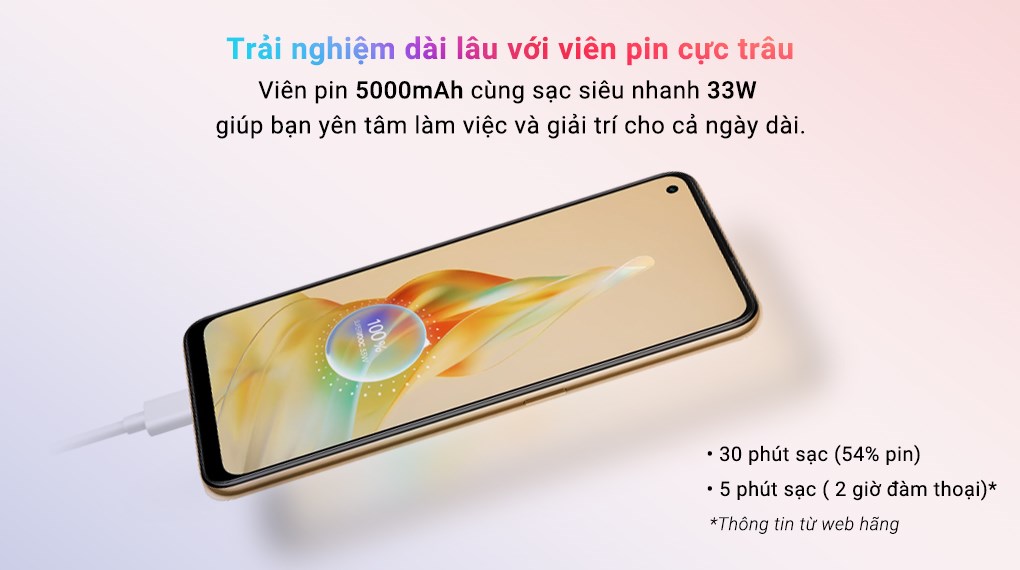 Trải nghiệm dài lâu với viên pin cực trâu
Viên pin 5000mAh cùng sạc siêu nhanh 33W
giúp bạn yên tâm làm việc và giải trí cho cả ngày dài.
100%
• 30 phút sạc (54% pin)
• 5 phút sạc ( 2 giờ đàm thoại)*
*Thông tin từ web hãng